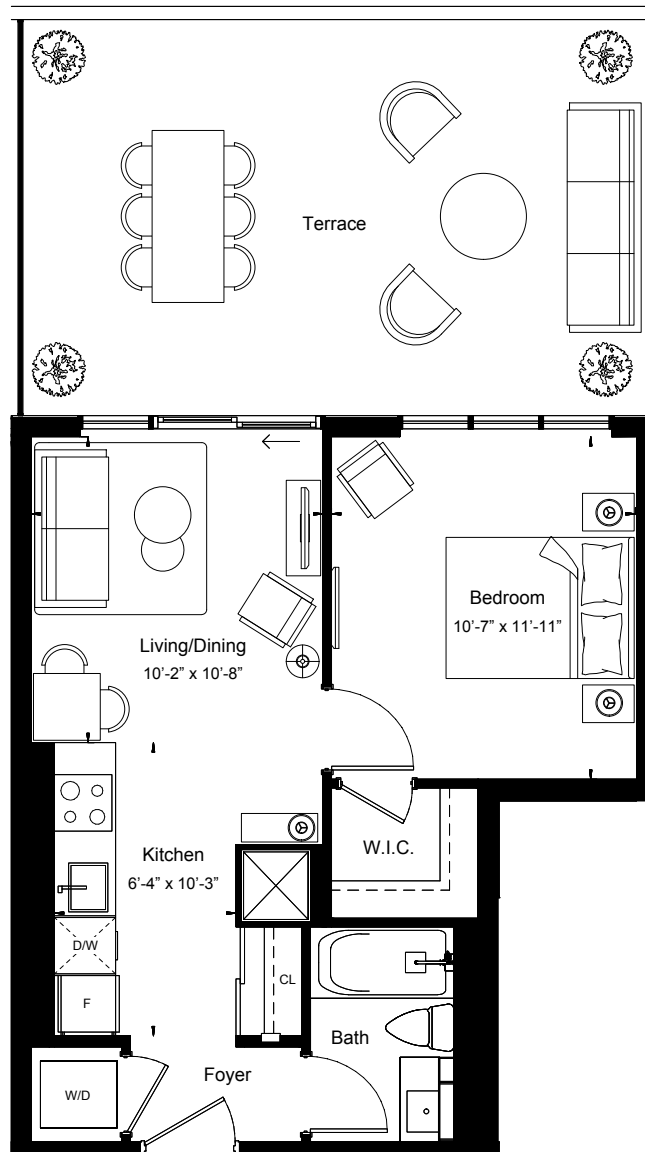 Terrace
Bedroom
10'-7” x 11'-11”
Living/Dining
10'-2” x 10'-8”
Kitchen
6'-4” x 10'-3”
W.I.C.
D/W
CL
F
Bath
Foyer
W/D